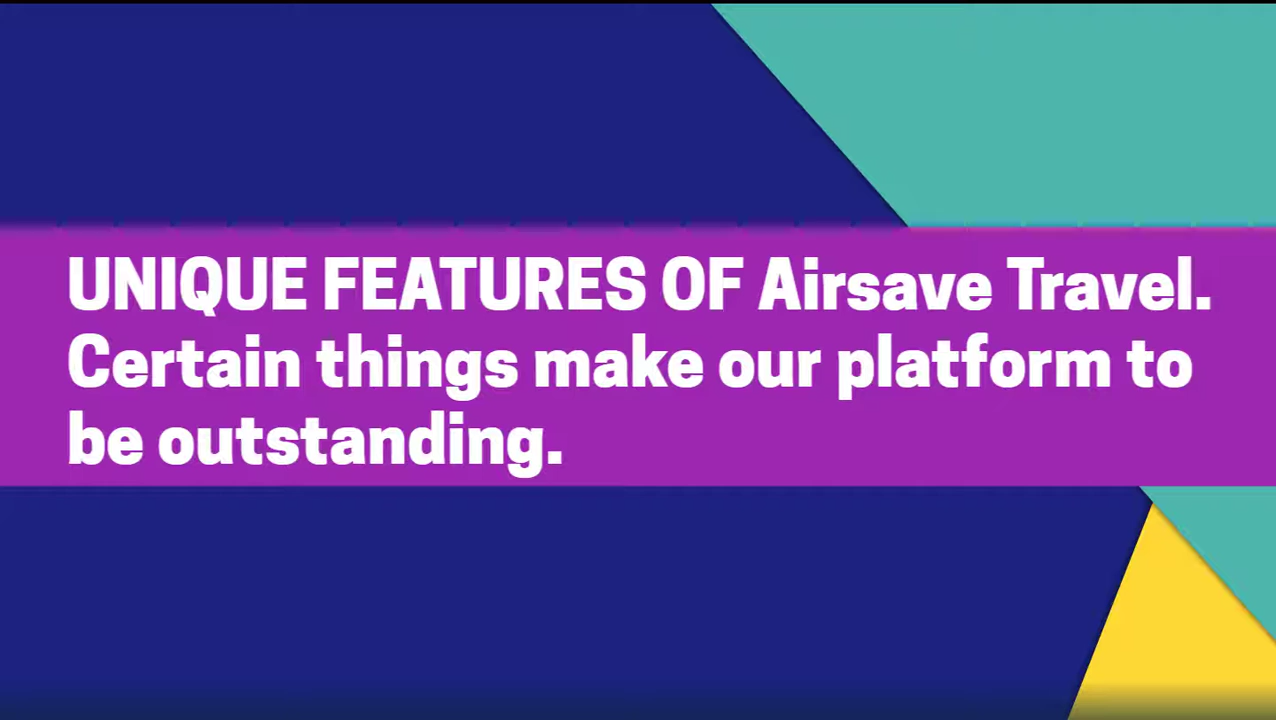 UNIQUE FEATURES OF Airsave Travel.
Certain things make our platform to
be outstanding.